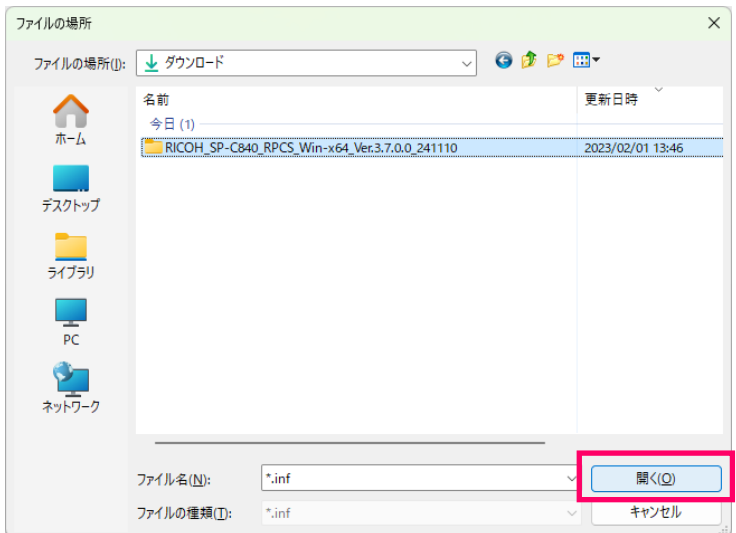 ファイルの場所
ファイルの場所(I): ダウンロード
名前 更新日時
今日 (1)
RICOH_SP-C840_RPCS_Win-x64_Ver.3.7.0.0_241110 2023/02/01 13:46
ホーム
デスクトップ
ライブラリ
PC
ネットワーク
ファイル名(N): *.inf 開く(O)
ファイルの種類(T): *.inf キャンセル